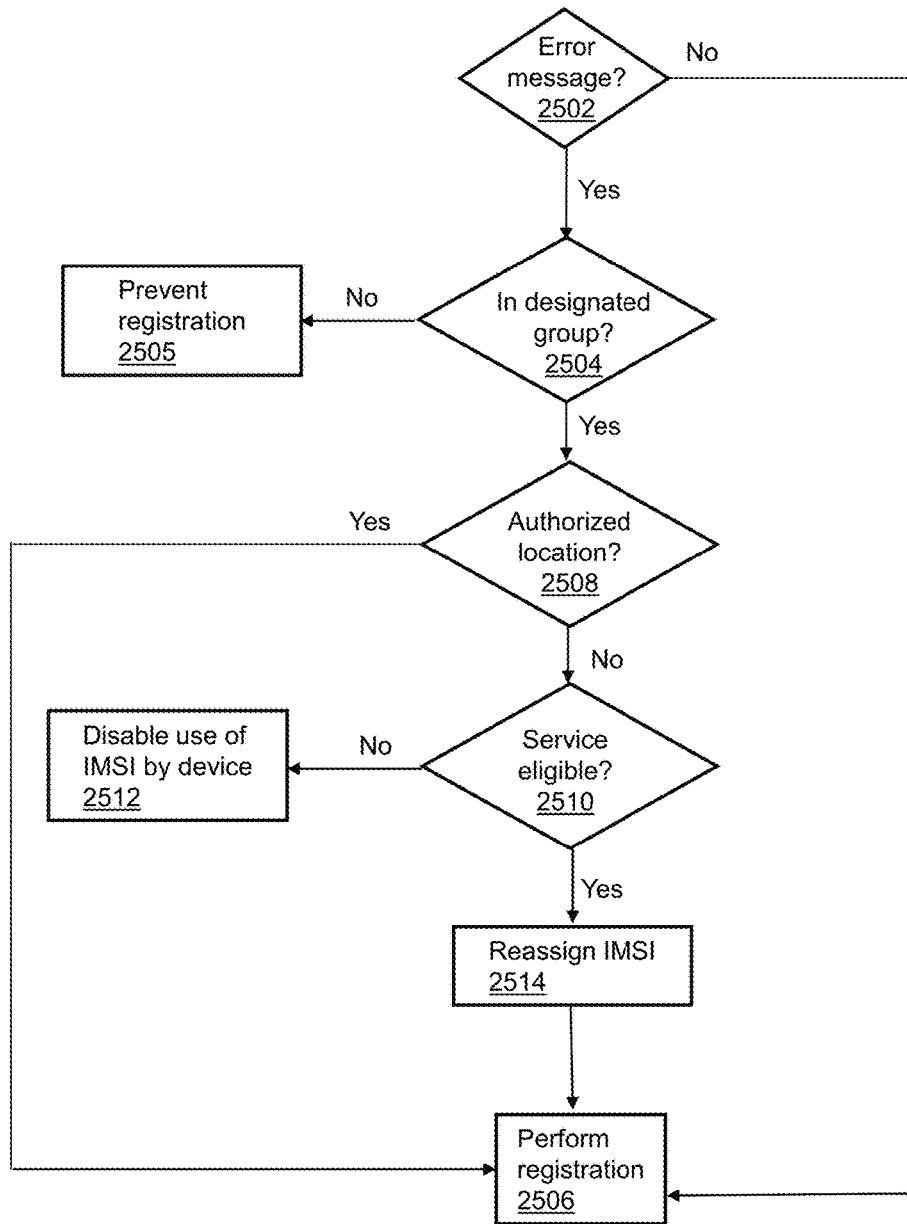 Error
message?
2502
No
Yes
Prevent
registration
2505
No
In designated
group?
2504
Yes
Yes
Authorized
location?
2508
No
Disable use of
IMSI by device
2512
No
Service
eligible?
2510
Yes
Reassign IMSI
2514
Perform
registration
2506